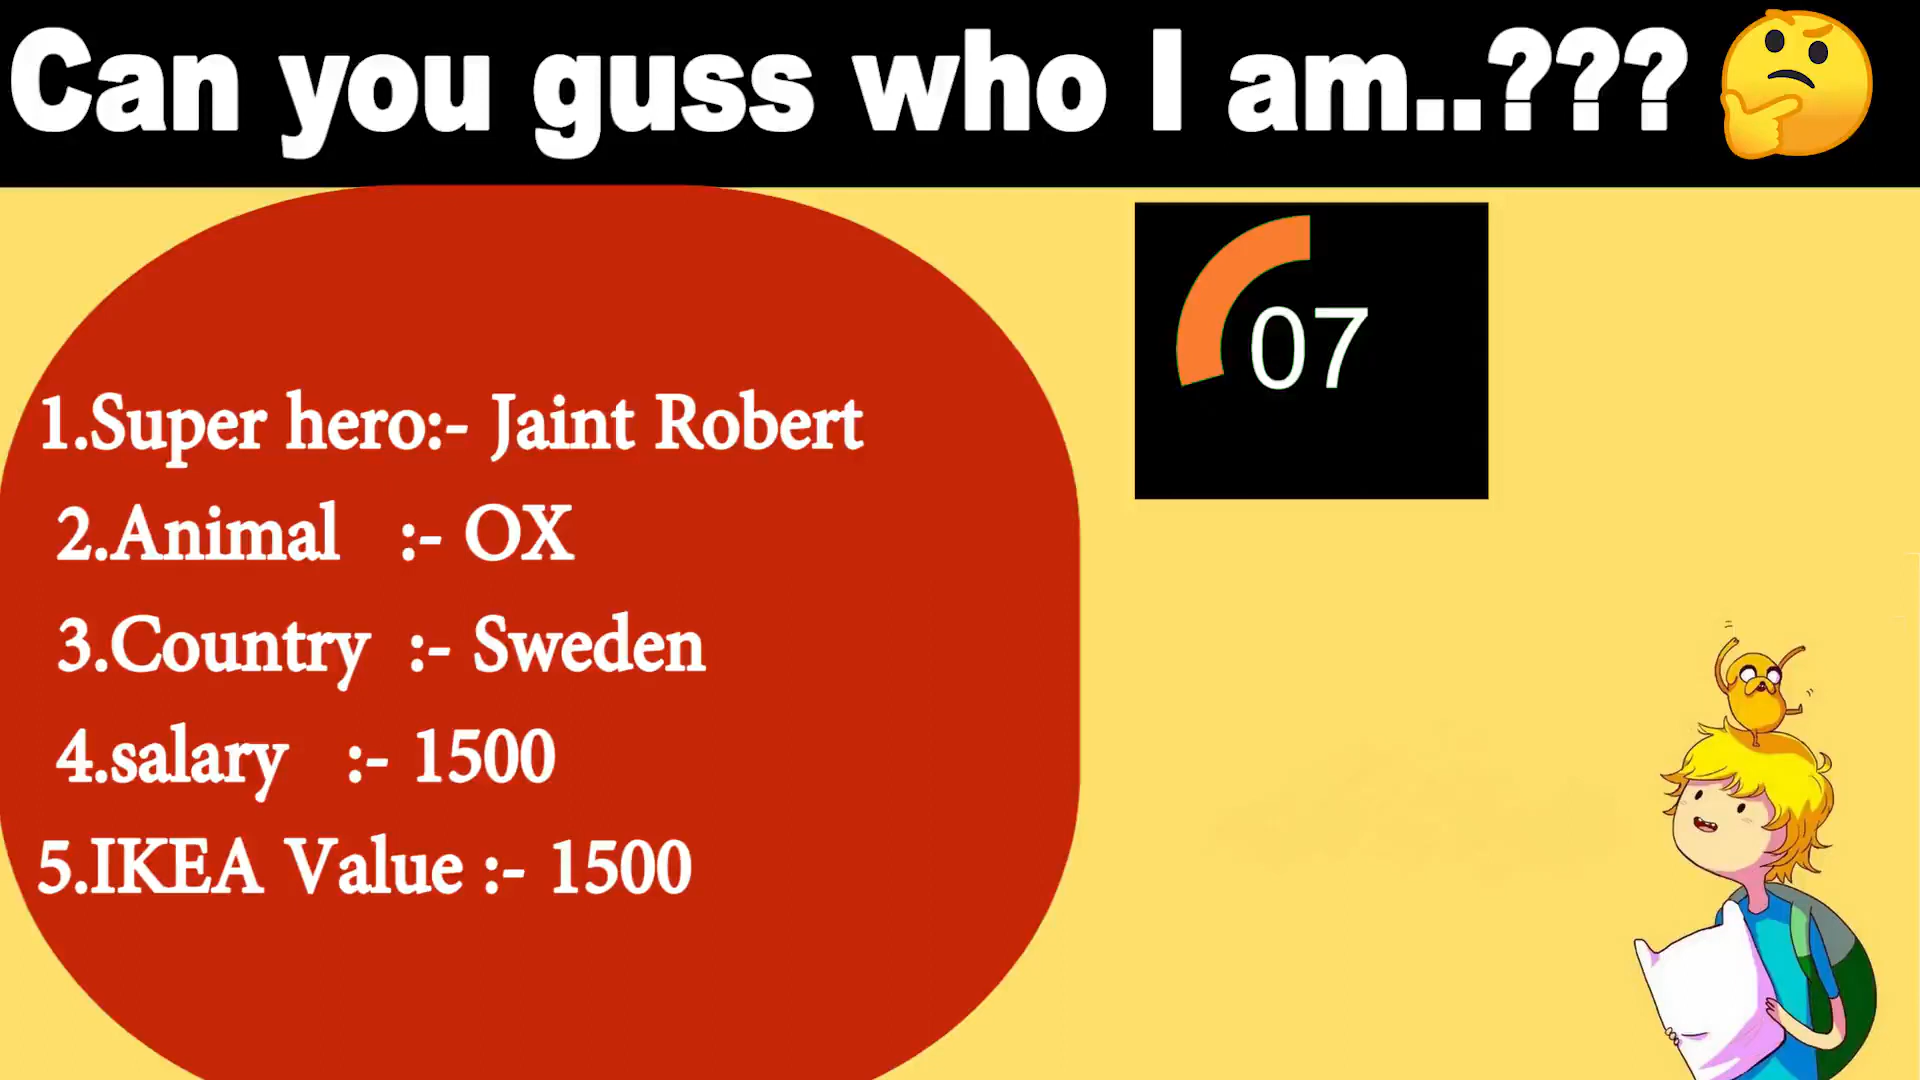 Can you guss who I am..???
07
1.Super hero:- Jaint Robert
2.Animal :- OX
3.Country :- Sweden
4.salary :- 1500
5.IKEA Value :- 1500